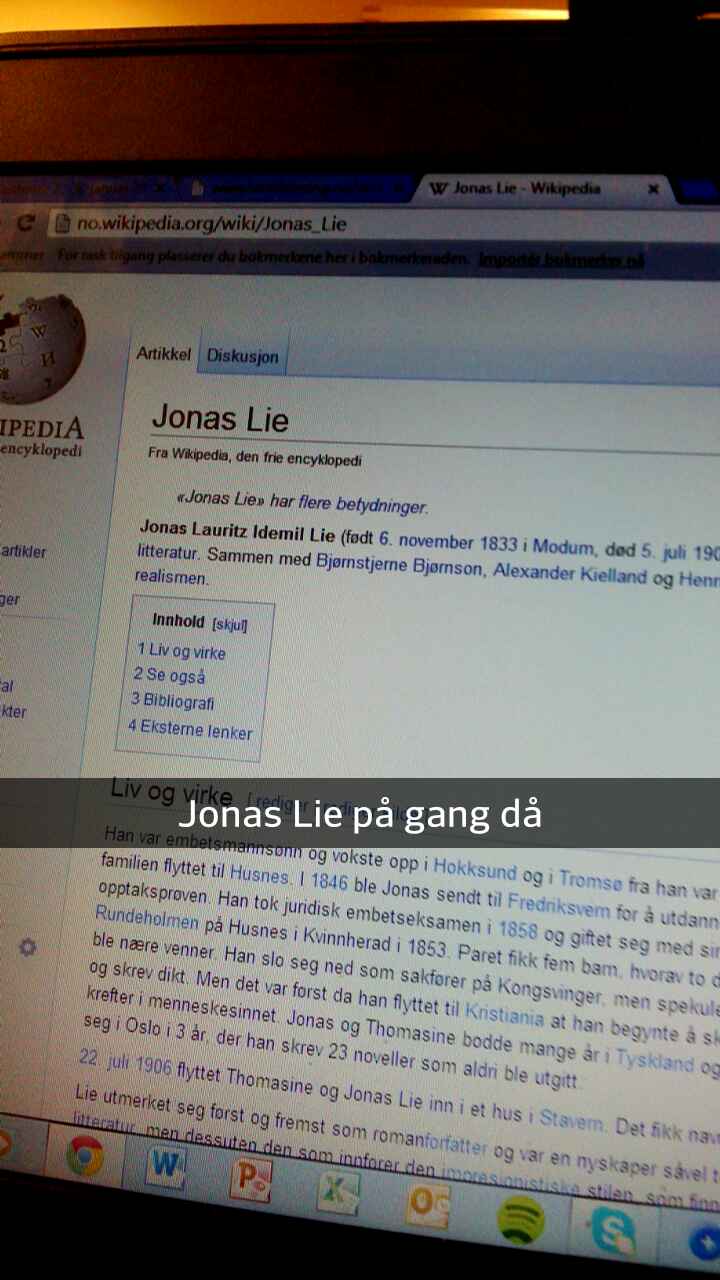 Jonas Lie - Wikipedia
no.wikipedia.org/wiki/Jonas_Lie
For rask tilgang plasserer du bokmerkene her i bokmerkeraden. Importér bokmerker nå
Artikkel Diskusjon
IPEDIA
encyklopedi
Jonas Lie
Fra Wikipedia, den frie encyklopedi
«Jonas Lie» har flere betydninger.
Jonas Lauritz Idemil Lie (født 6. november 1833 i Modum, død 5. juli 190
litteratur. Sammen med Bjørnstjerne Bjørnson, Alexander Kielland og Henr
realismen.
artikler
ger
al
kter
Innhold [skjul]
1 Liv og virke
2 Se også
3 Bibliografi
4 Eksterne lenker
Liv og virke
Jonas Lie på gang då
Han var embetsmannsønn og vokste opp i Hokksund og i Tromsø fra han var
familien flyttet til Husnes. I 1846 ble Jonas sendt til Fredriksvern for å utdann
opptaksprøven. Han tok juridisk embetseksamen i 1858 og giftet seg med sin
Rundeholmen på Husnes i Kvinnherad i 1853. Paret fikk fem barn, hvorav to d
ble nære venner. Han slo seg ned som sakfører på Kongsvinger, men spekule
og skrev dikt. Men det var først da han flyttet til Kristiania at han begynte å sk
krefter i menneskesinnet. Jonas og Thomasine bodde mange år i Tyskland og
seg i Oslo i 3 år, der han skrev 23 noveller som aldri ble utgitt.
22. juli 1906 flyttet Thomasine og Jonas Lie inn i et hus i Stavern. Det fikk nav
Lie utmerket seg først og fremst som romanforfatter og var en nyskaper såvel t
litteratur, men dessuten den som innfører den impresjonistiske stilen, som finn